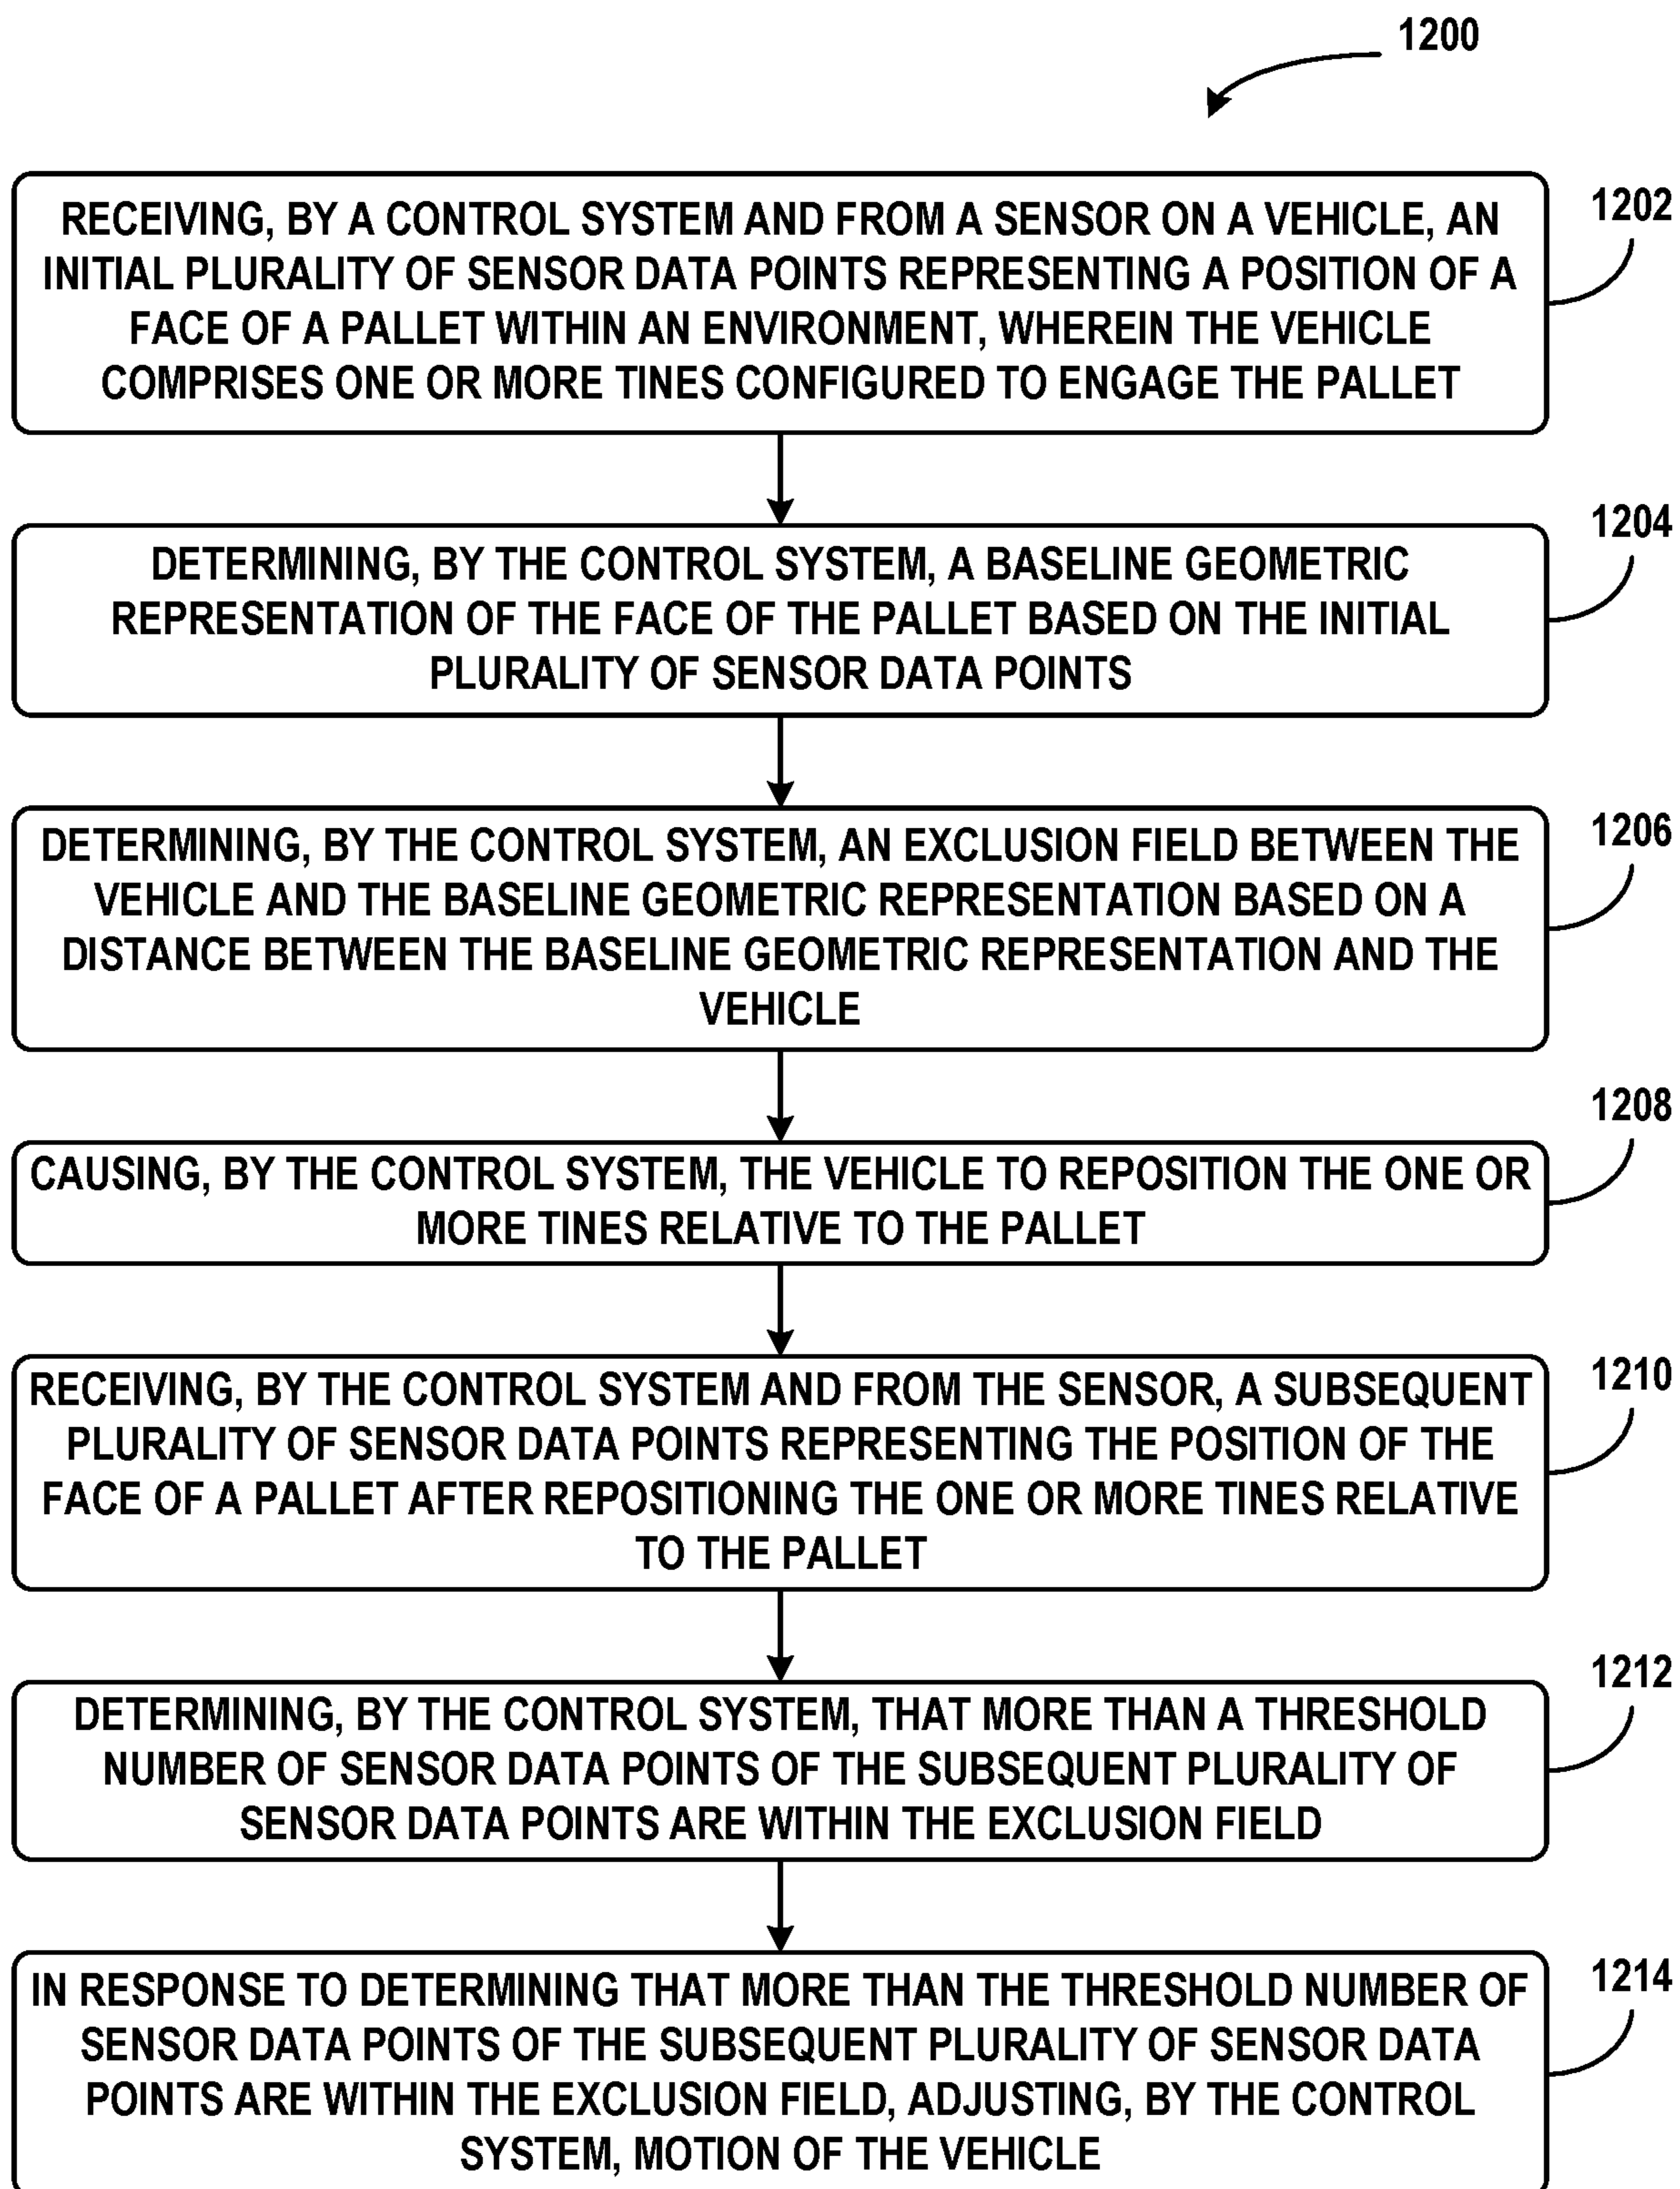 1200
RECEIVING, BY A CONTROL SYSTEM AND FROM A SENSOR ON A VEHICLE, AN
INITIAL PLURALITY OF SENSOR DATA POINTS REPRESENTING A POSITION OF A
FACE OF A PALLET WITHIN AN ENVIRONMENT, WHEREIN THE VEHICLE
COMPRISES ONE OR MORE TINES CONFIGURED TO ENGAGE THE PALLET
1202
DETERMINING, BY THE CONTROL SYSTEM, A BASELINE GEOMETRIC
REPRESENTATION OF THE FACE OF THE PALLET BASED ON THE INITIAL
PLURALITY OF SENSOR DATA POINTS
1204
DETERMINING, BY THE CONTROL SYSTEM, AN EXCLUSION FIELD BETWEEN THE
VEHICLE AND THE BASELINE GEOMETRIC REPRESENTATION BASED ON A
DISTANCE BETWEEN THE BASELINE GEOMETRIC REPRESENTATION AND THE
VEHICLE
1206
CAUSING, BY THE CONTROL SYSTEM, THE VEHICLE TO REPOSITION THE ONE OR
MORE TINES RELATIVE TO THE PALLET
1208
RECEIVING, BY THE CONTROL SYSTEM AND FROM THE SENSOR, A SUBSEQUENT
PLURALITY OF SENSOR DATA POINTS REPRESENTING THE POSITION OF THE
FACE OF A PALLET AFTER REPOSITIONING THE ONE OR MORE TINES RELATIVE
TO THE PALLET
1210
DETERMINING, BY THE CONTROL SYSTEM, THAT MORE THAN A THRESHOLD
NUMBER OF SENSOR DATA POINTS OF THE SUBSEQUENT PLURALITY OF
SENSOR DATA POINTS ARE WITHIN THE EXCLUSION FIELD
1212
IN RESPONSE TO DETERMINING THAT MORE THAN THE THRESHOLD NUMBER OF
SENSOR DATA POINTS OF THE SUBSEQUENT PLURALITY OF SENSOR DATA
POINTS ARE WITHIN THE EXCLUSION FIELD, ADJUSTING, BY THE CONTROL
SYSTEM, MOTION OF THE VEHICLE
1214